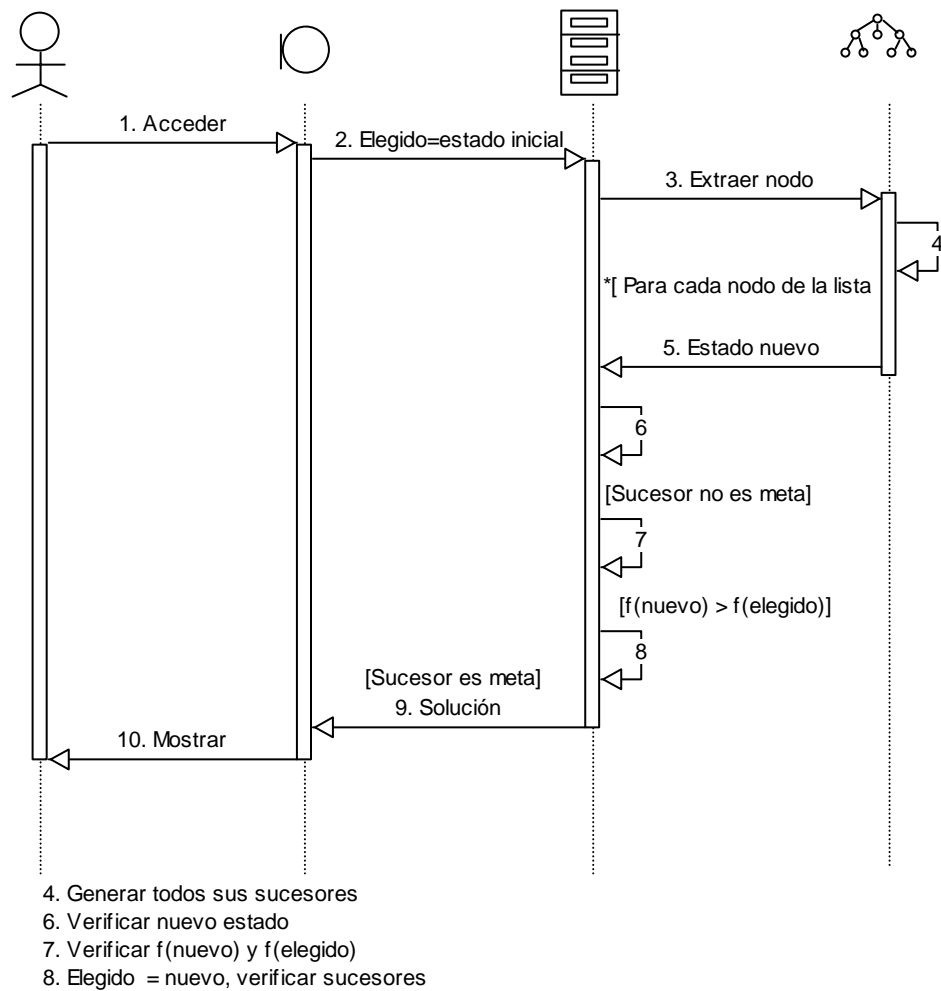 1. Acceder
2. Elegido=estado inicial
3. Extraer nodo
4
*[ Para cada nodo de la lista
5. Estado nuevo
6
[Sucesor no es meta]
7
[f(nuevo) > f(elegido)]
8
[Sucesor es meta]
9. Solución
10. Mostrar
4. Generar todos sus sucesores
6. Verificar nuevo estado
7. Verificar f(nuevo) y f(elegido)
8. Elegido = nuevo, verificar sucesores